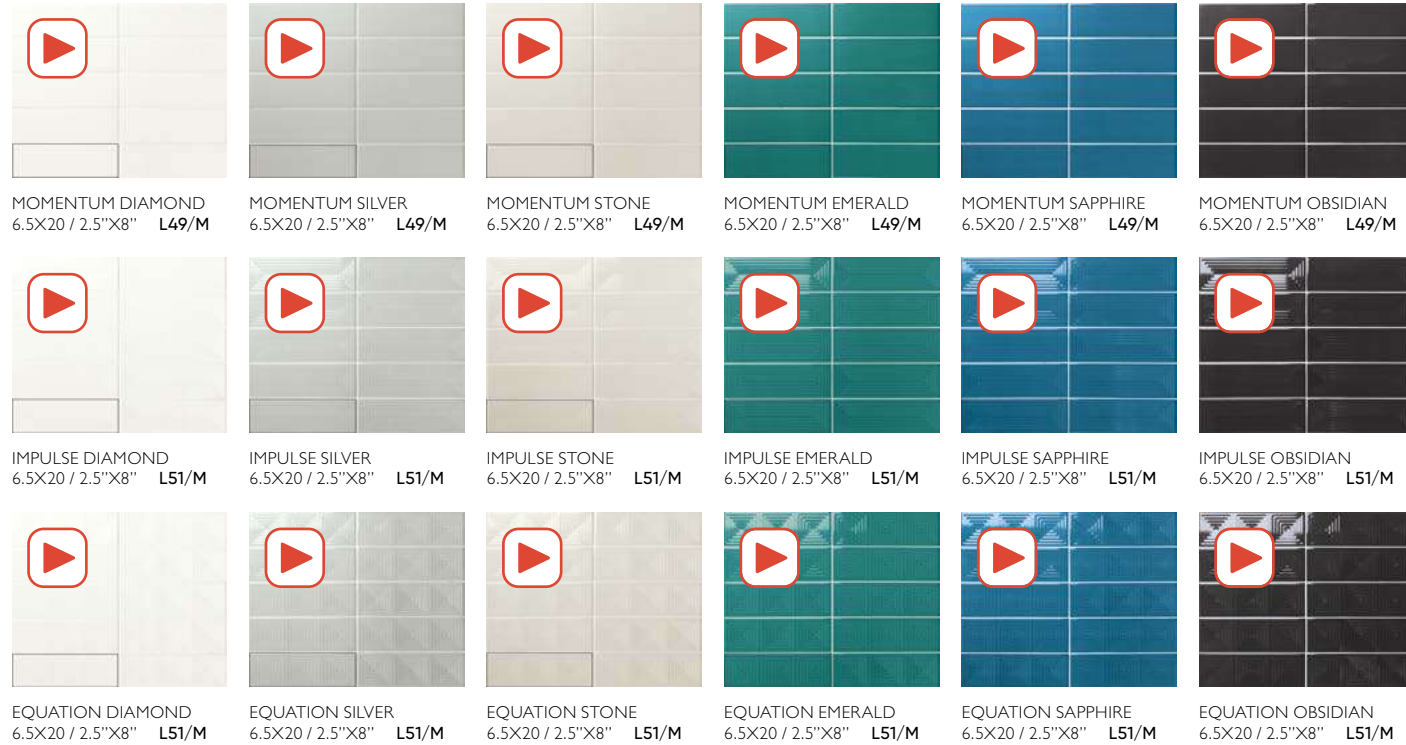 MOMENTUM DIAMOND
6.5X20 / 2.5”X8” L49/M
MOMENTUM SILVER
6.5X20 / 2.5”X8” L49/M
MOMENTUM STONE
6.5X20 / 2.5”X8” L49/M
MOMENTUM EMERALD
6.5X20 / 2.5”X8” L49/M
MOMENTUM SAPPHIRE
6.5X20 / 2.5”X8” L49/M
MOMENTUM OBSIDIAN
6.5X20 / 2.5”X8” L49/M
IMPULSE DIAMOND
6.5X20 / 2.5”X8” L51/M
IMPULSE SILVER
6.5X20 / 2.5”X8” L51/M
IMPULSE STONE
6.5X20 / 2.5”X8” L51/M
IMPULSE EMERALD
6.5X20 / 2.5”X8” L51/M
IMPULSE SAPPHIRE
6.5X20 / 2.5”X8” L51/M
IMPULSE OBSIDIAN
6.5X20 / 2.5”X8” L51/M
EQUATION DIAMOND
6.5X20 / 2.5”X8” L51/M
EQUATION SILVER
6.5X20 / 2.5”X8” L51/M
EQUATION STONE
6.5X20 / 2.5”X8” L51/M
EQUATION EMERALD
6.5X20 / 2.5”X8” L51/M
EQUATION SAPPHIRE
6.5X20 / 2.5”X8” L51/M
EQUATION OBSIDIAN
6.5X20 / 2.5”X8” L51/M